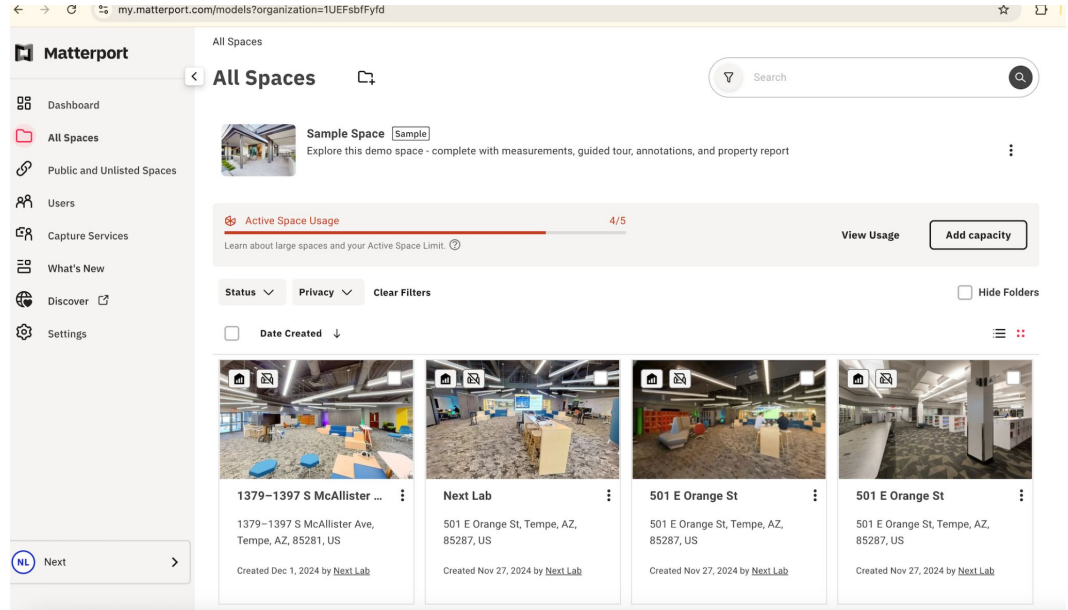 my.matterport.com/models?organization=1UEFsbfFyfd
Matterport
Dashboard
All Spaces
Public and Unlisted Spaces
Users
Capture Services
What's New
Discover
Settings
NL Next
All Spaces
All Spaces
Search
Sample Space Sample
Explore this demo space - complete with measurements, guided tour, annotations, and property report
Active Space Usage 4/5
Learn about large spaces and your Active Space Limit.
View Usage
Add capacity
Status Privacy Clear Filters
Hide Folders
Date Created
1379–1397 S McAllister ...
1379–1397 S McAllister Ave,
Tempe, AZ, 85281, US
Created Dec 1, 2024 by Next Lab
Next Lab
501 E Orange St, Tempe, AZ,
85287, US
Created Nov 27, 2024 by Next Lab
501 E Orange St
501 E Orange St, Tempe, AZ,
85287, US
Created Nov 27, 2024 by Next Lab
501 E Orange St
501 E Orange St, Tempe, AZ,
85287, US
Created Nov 27, 2024 by Next Lab